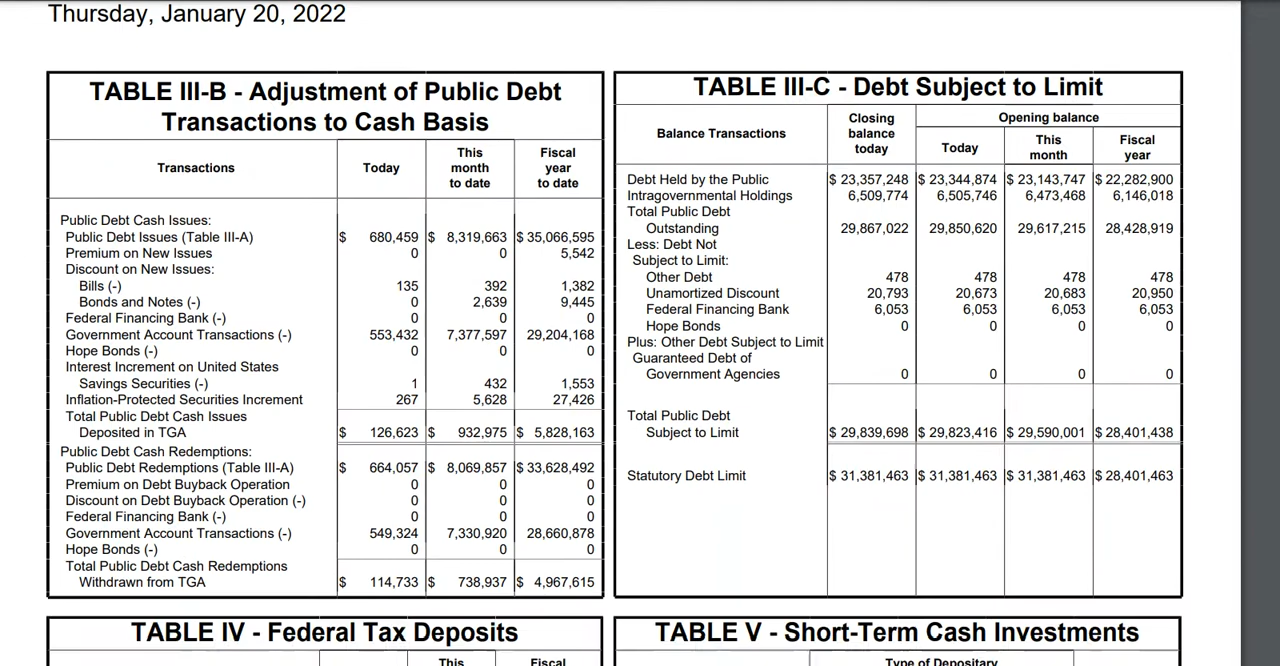 Thursday, January 20, 2022
TABLE III-B - Adjustment of Public Debt
Transactions to Cash Basis
Transactions Today This month to date Fiscal year to date
Public Debt Cash Issues:
Public Debt Issues (Table III-A) $ 680,459 $ 8,319,663 $ 35,066,595
Premium on New Issues 0 0 5,542
Discount on New Issues:
Bills (-) 135 392 1,382
Bonds and Notes (-) 0 2,639 9,445
Federal Financing Bank (-) 0 0 0
Government Account Transactions (-) 553,432 7,377,597 29,204,168
Hope Bonds (-) 0 0 0
Interest Increment on United States
Savings Securities (-) 1 432 1,553
Inflation-Protected Securities Increment 267 5,628 27,426
Total Public Debt Cash Issues
Deposited in TGA $ 126,623 $ 932,975 $ 5,828,163
Public Debt Cash Redemptions:
Public Debt Redemptions (Table III-A) $ 664,057 $ 8,069,857 $ 33,628,492
Premium on Debt Buyback Operation 0 0 0
Discount on Debt Buyback Operation (-) 0 0 0
Federal Financing Bank (-) 0 0 0
Government Account Transactions (-) 549,324 7,330,920 28,660,878
Hope Bonds (-) 0 0 0
Total Public Debt Cash Redemptions
Withdrawn from TGA $ 114,733 $ 738,937 $ 4,967,615
TABLE III-C - Debt Subject to Limit
Balance Transactions Closing balance today Opening balance
Today This month Fiscal year
Debt Held by the Public $ 23,357,248 $ 23,344,874 $ 23,143,747 $ 22,282,900
Intragovernmental Holdings 6,509,774 6,505,746 6,473,468 6,146,018
Total Public Debt
Outstanding 29,867,022 29,850,620 29,617,215 28,428,919
Less: Debt Not
Subject to Limit:
Other Debt 478 478 478 478
Unamortized Discount 20,793 20,673 20,683 20,950
Federal Financing Bank 6,053 6,053 6,053 6,053
Hope Bonds 0 0 0 0
Plus: Other Debt Subject to Limit
Guaranteed Debt of
Government Agencies 0 0 0 0
Total Public Debt
Subject to Limit $ 29,839,698 $ 29,823,416 $ 29,590,001 $ 28,401,438
Statutory Debt Limit $ 31,381,463 $ 31,381,463 $ 31,381,463 $ 28,401,463
TABLE IV - Federal Tax Deposits
This Fiscal
TABLE V - Short-Term Cash Investments
Type of Depositary